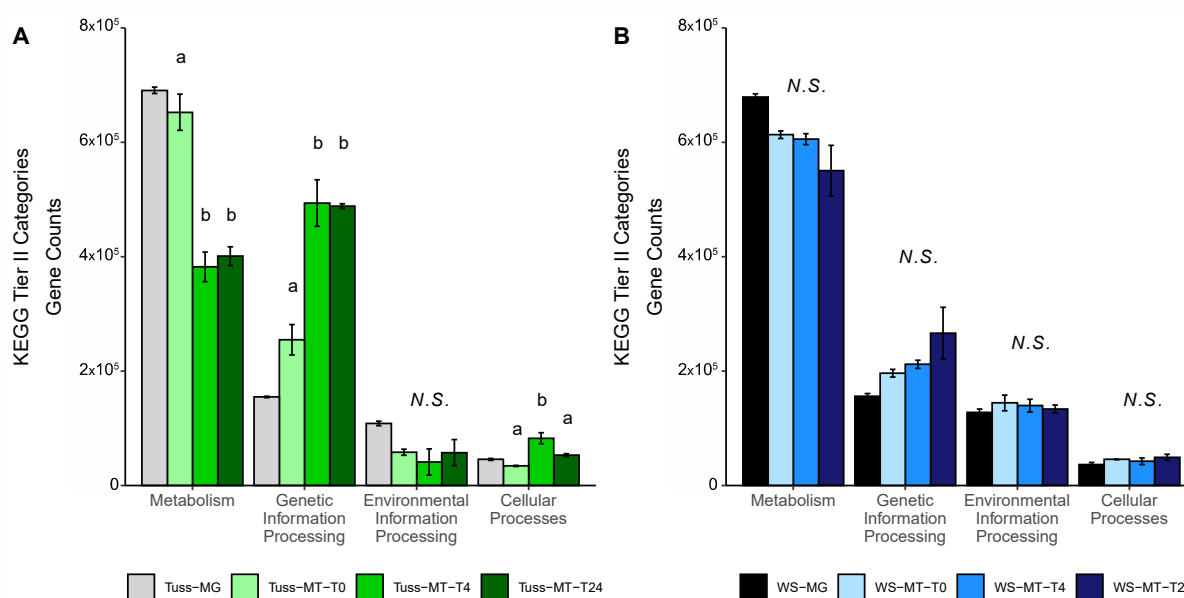 A
KEGG Tier II Categories
Gene Counts
8x10⁵
6x10⁵
4x10⁵
2x10⁵
0
a
b b
a
b b
N.S.
a
b
a
Metabolism
Genetic
Information
Processing
Environmental
Information
Processing
Cellular
Processes
Tuss−MG Tuss−MT−T0 Tuss−MT−T4 Tuss−MT−T24
B
KEGG Tier II Categories
Gene Counts
8x10⁵
6x10⁵
4x10⁵
2x10⁵
0
N.S.
N.S.
N.S.
N.S.
Metabolism
Genetic
Information
Processing
Environmental
Information
Processing
Cellular
Processes
WS−MG WS−MT−T0 WS−MT−T4 WS−MT−T2